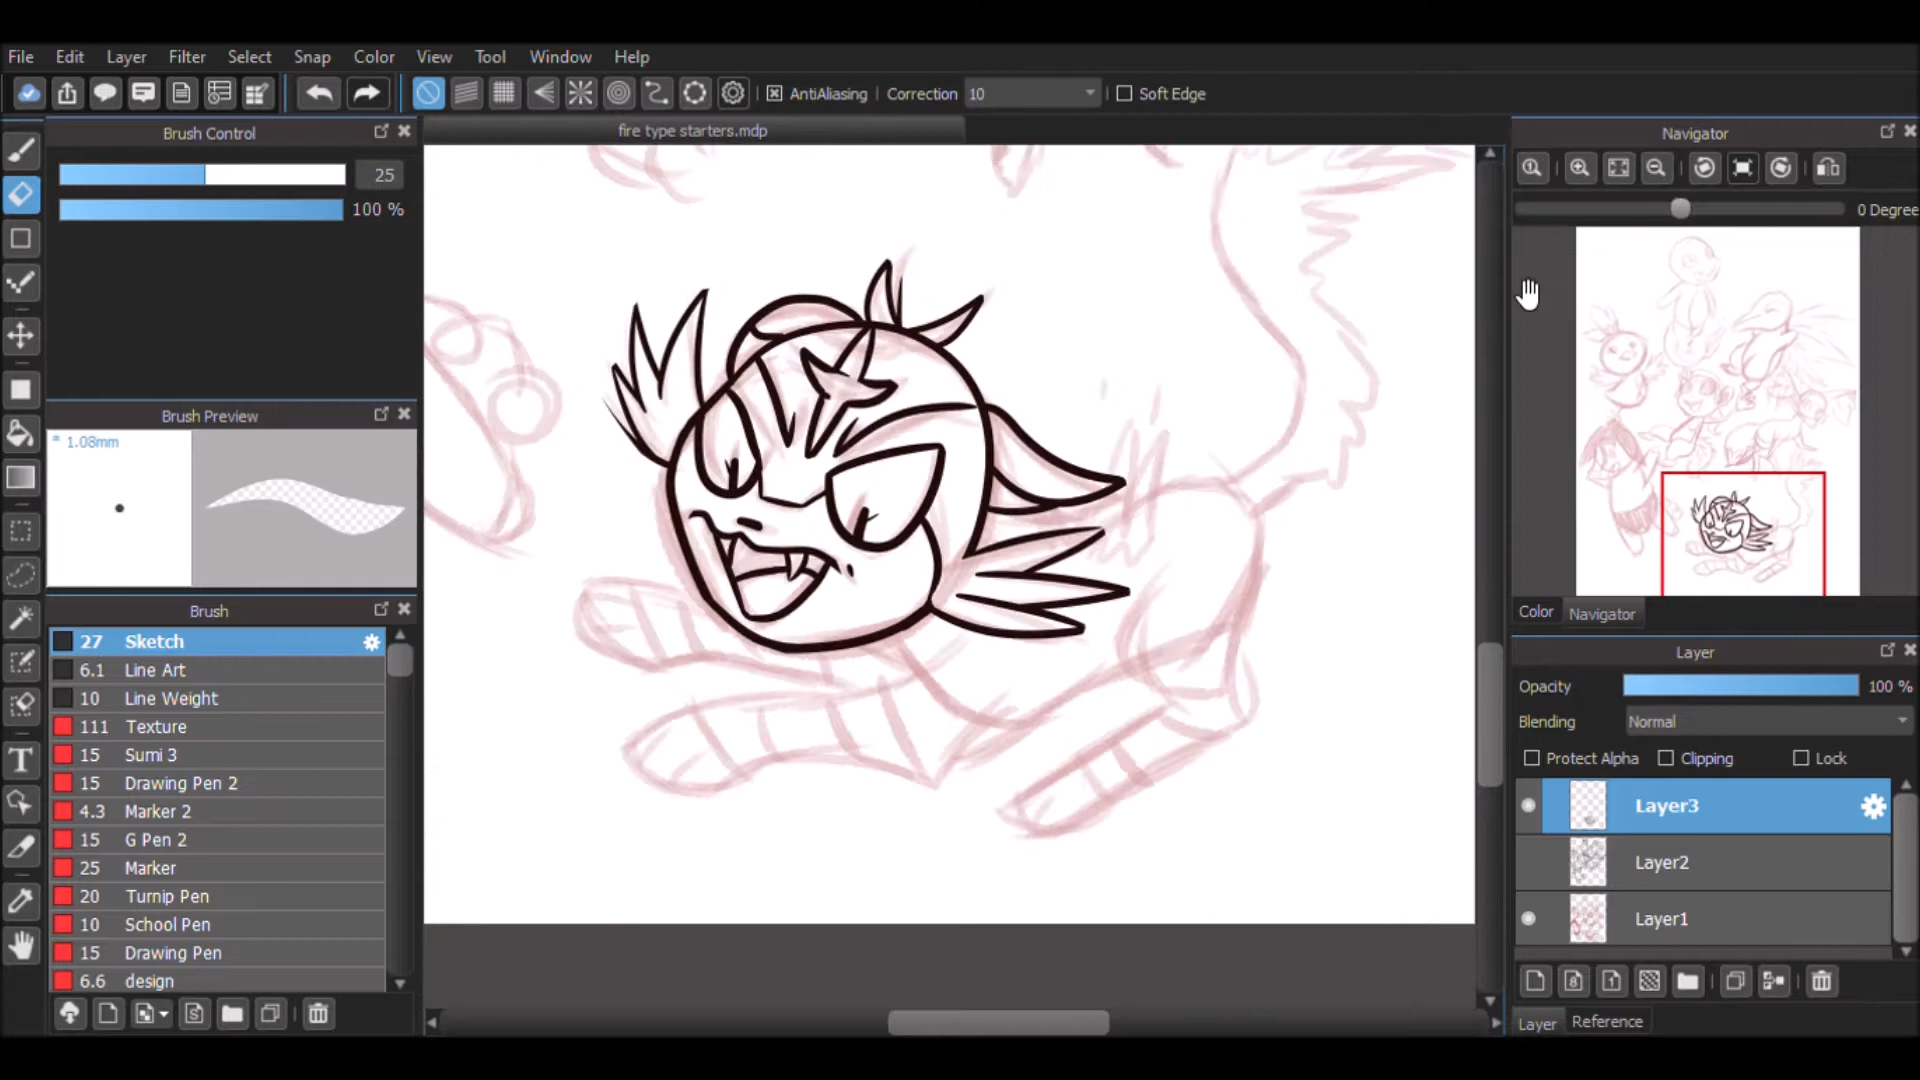 File Edit Layer Filter Select Snap Color View Tool Window Help
AntiAliasing Correction 10 Soft Edge
Brush Control
25
100 %
Brush Preview
* 1.08mm
Brush
27 Sketch
6.1 Line Art
10 Line Weight
111 Texture
15 Sumi 3
15 Drawing Pen 2
4.3 Marker 2
15 G Pen 2
25 Marker
20 Turnip Pen
10 School Pen
15 Drawing Pen
6.6 design
fire type starters.mdp
Navigator
0 Degree
Color Navigator
Layer
Opacity 100 %
Blending Normal
Protect Alpha Clipping Lock
Layer3
Layer2
Layer1
Layer Reference